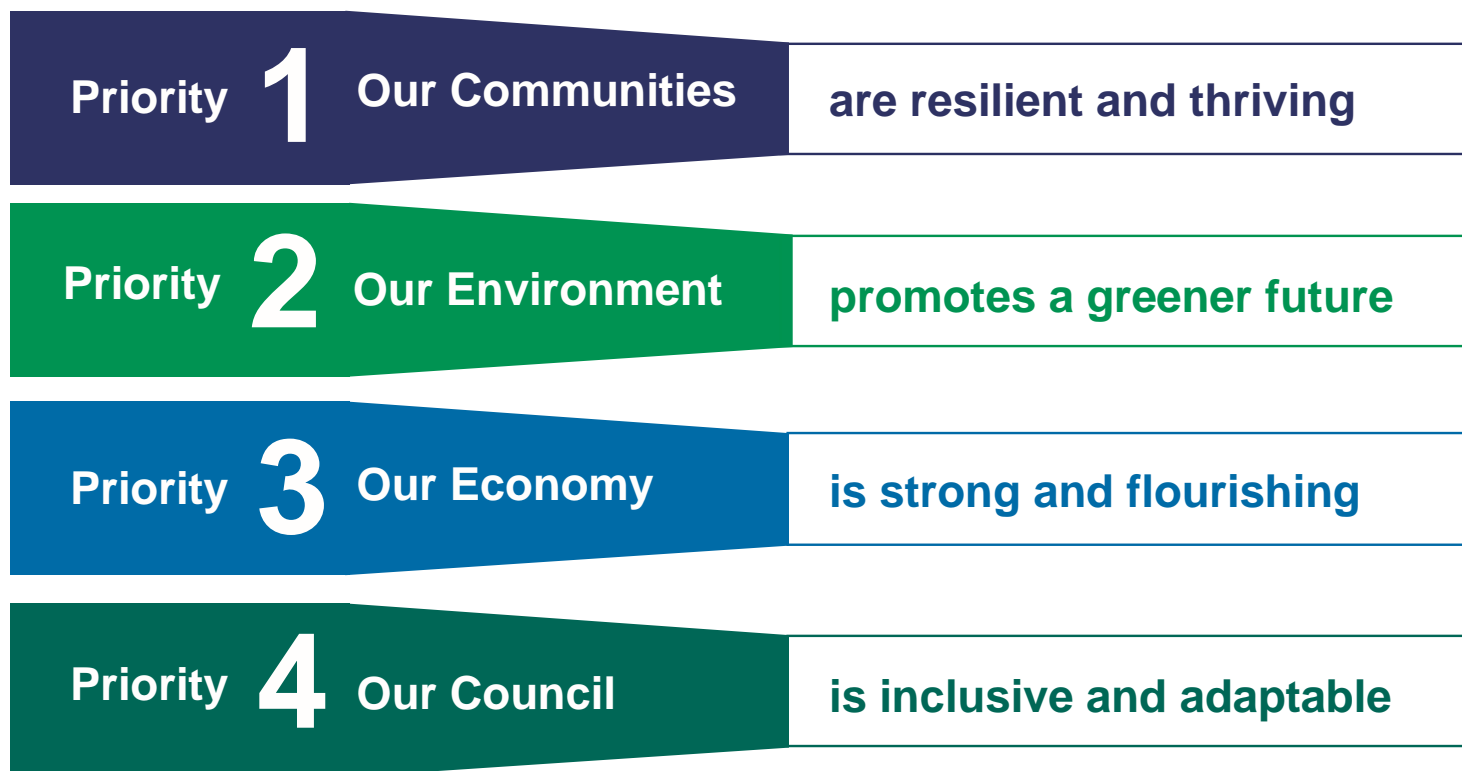 Priority 1 Our Communities are resilient and thriving
Priority 2 Our Environment promotes a greener future
Priority 3 Our Economy is strong and flourishing
Priority 4 Our Council is inclusive and adaptable